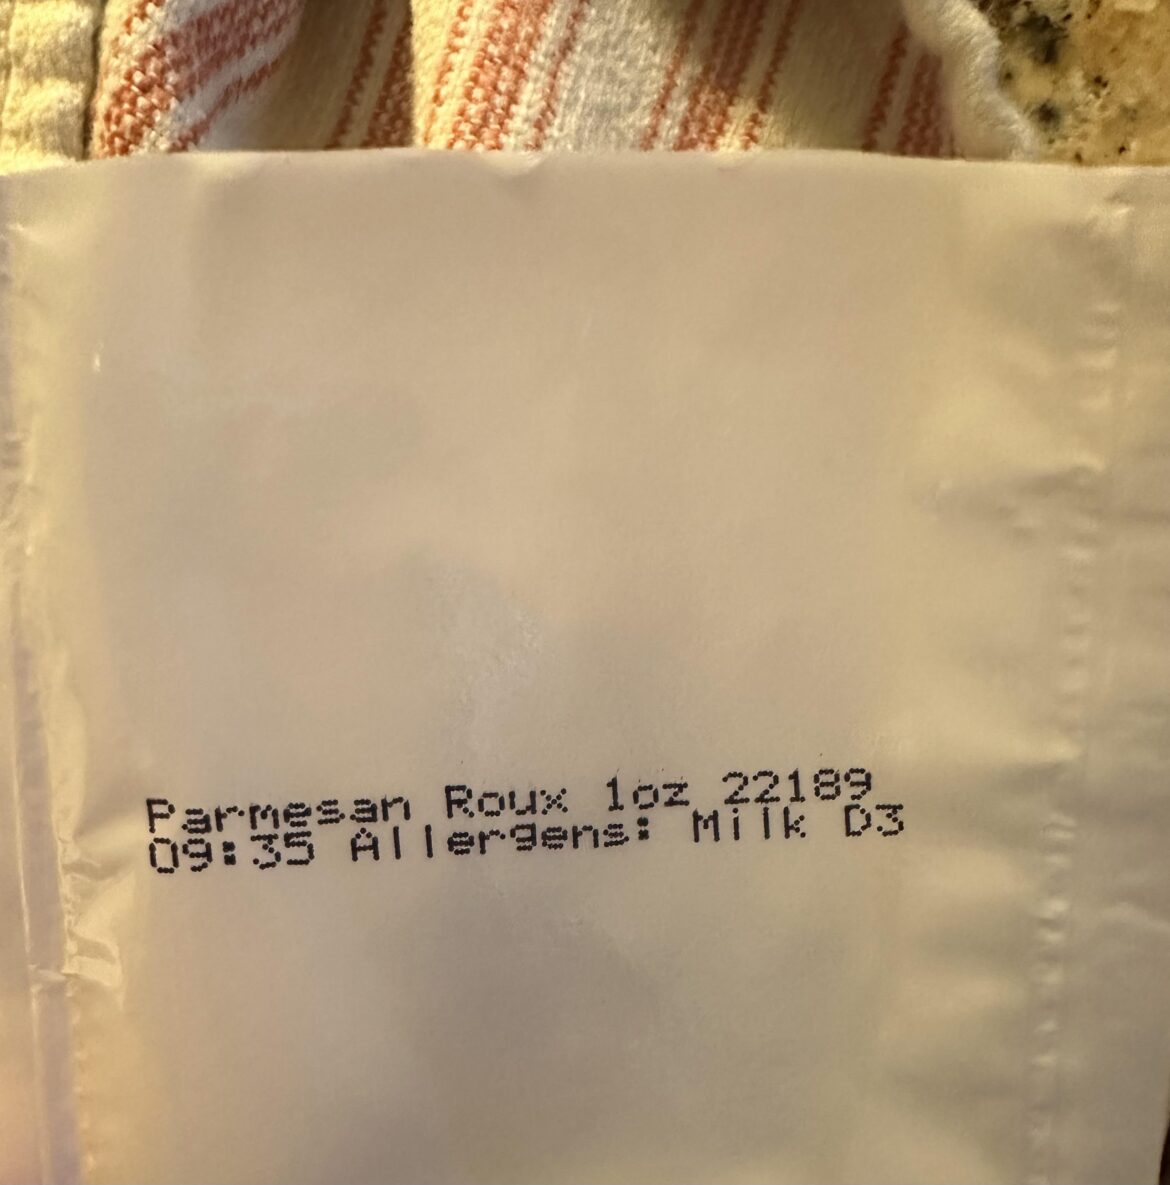 Parmesan Roux 1oz 22189
09:35 Allergens: Milk D3